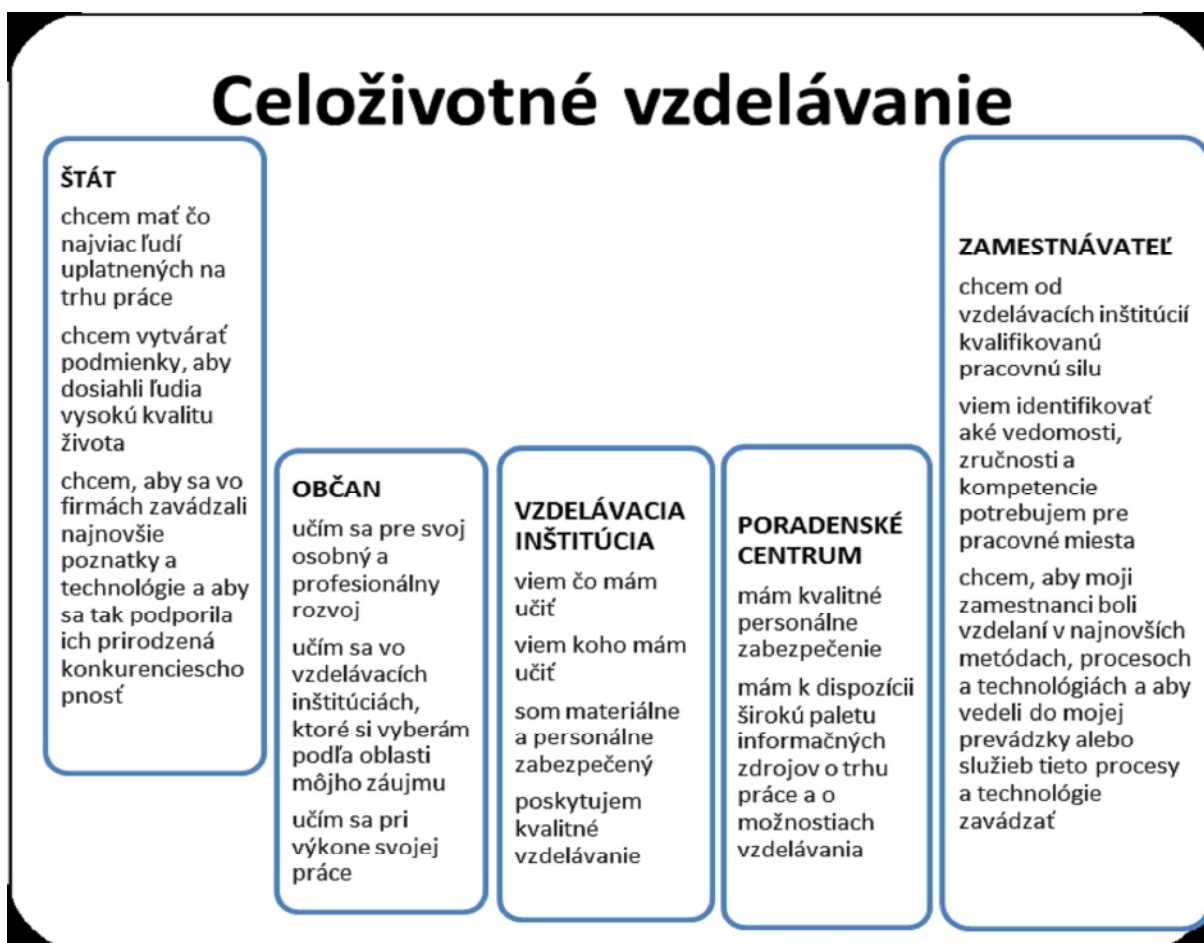 Celoživotné vzdelávanie
ŠTÁT
chcem mať čo
najviac ľudí
uplatnených na
trhu práce
chcem vytvárať
podmienky, aby
dosiahli ľudia
vysokú kvalitu
života
chcem, aby sa vo
firmách zavádzali
najnovšie
poznatky a
technológie a aby
sa tak podporila
ich prirodzená
konkurenciescho
pnosť
OBČAN
učím sa pre svoj
osobný a
profesionálny
rozvoj
učím sa vo
vzdelávacích
inštitúciách,
ktoré si vyberám
podľa oblasti
môjho záujmu
učím sa pri
výkone svojej
práce
VZDELÁVACIA
INŠTITÚCIA
viem čo mám
učiť
viem koho mám
učiť
som materiálne
a personálne
zabezpečený
poskytujem
kvalitné
vzdelávanie
PORADENSKÉ
CENTRUM
mám kvalitné
personálne
zabezpečenie
mám k dispozícii
širokú paletu
informačných
zdrojov o trhu
práce a o
možnostiach
vzdelávania
ZAMESTNÁVATEĽ
chcem od
vzdelávacích inštitúcií
kvalifikovanú
pracovnú silu
viem identifikovať
aké vedomosti,
zručnosti a
kompetencie
potrebujem pre
pracovné miesta
chcem, aby moji
zamestnanci boli
vzdelaní v najnovších
metódach, procesoch
a technológiách a aby
vedeli do mojej
prevádzky alebo
služieb tieto procesy
a technológie
zavádzať